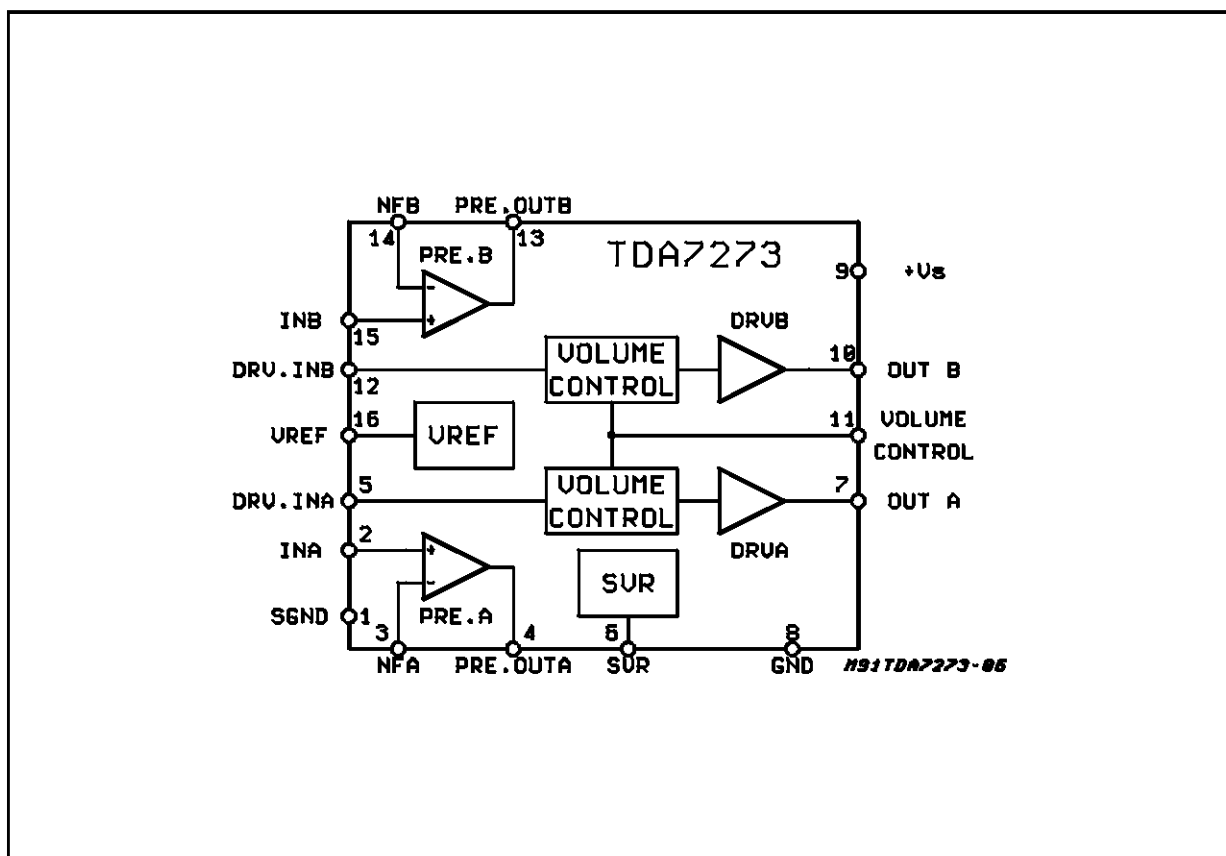 NFB PRE.OUTB
14 13
PRE.B TDA7273
9 +Vs
INB
15
DRVB
DRV.INB
12
VOLUME
CONTROL
10 OUT B
16
VREF
VREF
11 VOLUME
CONTROL
5
DRV.INA
VOLUME
CONTROL
7 OUT A
2
INA
DRVA
SVR
SGND 1
PRE.A
3 4 6 8
NFA PRE.OUTA SVR GND M91TDA7273-06
- +
+ -